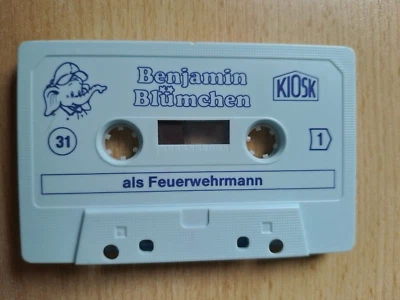 Benjamin
Blümchen
KIOSK
31
1
als Feuerwehrmann